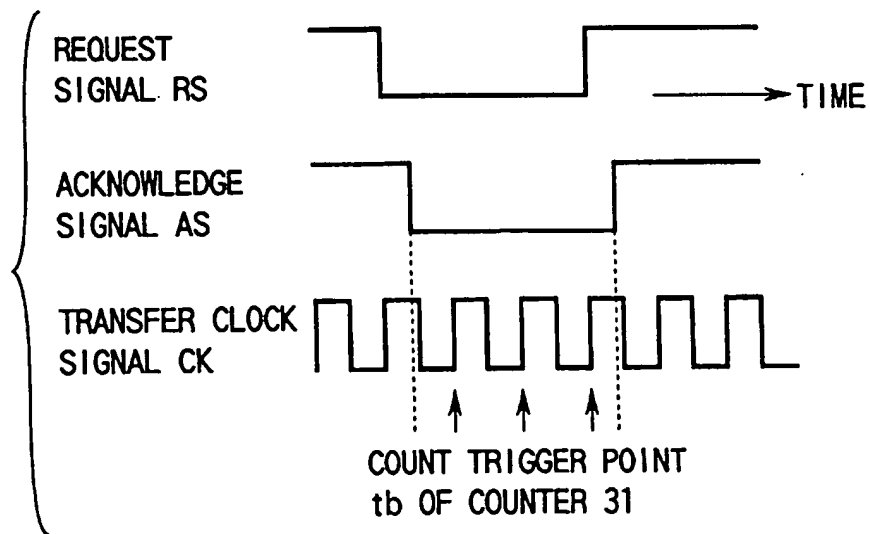 REQUEST
SIGNAL RS
TIME
ACKNOWLEDGE
SIGNAL AS
TRANSFER CLOCK
SIGNAL CK
COUNT TRIGGER POINT
tb OF COUNTER 31